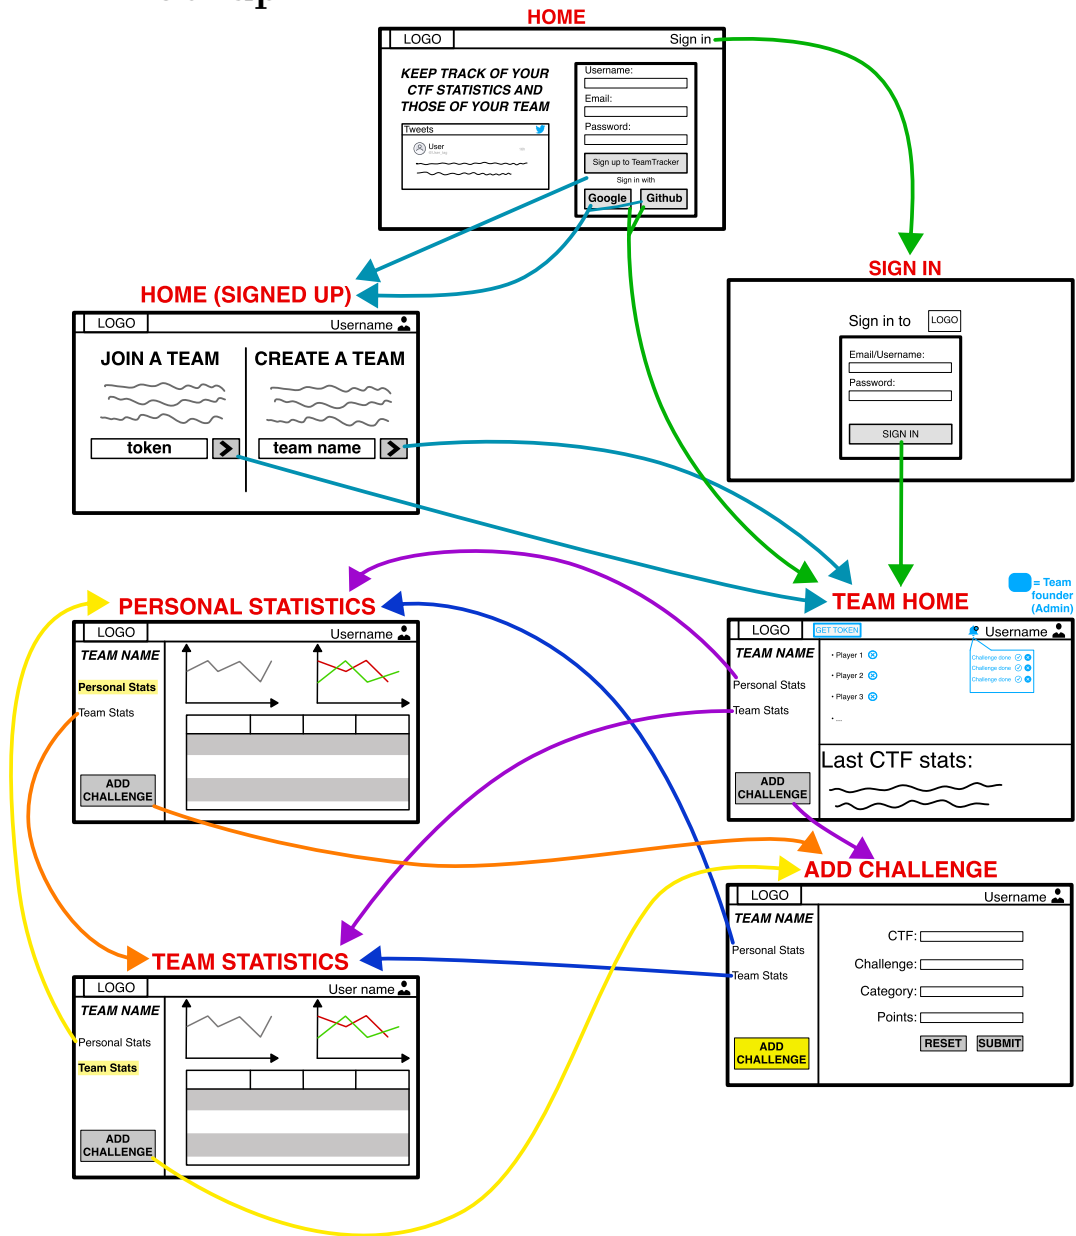 HOME
LOGO
Sign in
KEEP TRACK OF YOUR
CTF STATISTICS AND
THOSE OF YOUR TEAM
Tweets
User
Username:
Email:
Password:
Sign up to TeamTracker
Sign in with
Google
Github
SIGN IN
Sign in to
LOGO
Email/Username:
Password:
SIGN IN
HOME (SIGNED UP)
LOGO
Username
JOIN A TEAM
CREATE A TEAM
token
team name
= Team
founder
(Admin)
TEAM HOME
LOGO
GET TOKEN
Username
TEAM NAME
Personal Stats
Team Stats
ADD
CHALLENGE
• Player 1
• Player 2
• Player 3
• ...
Challenge done
Challenge done
Challenge done
Last CTF stats:
PERSONAL STATISTICS
LOGO
Username
TEAM NAME
Personal Stats
Team Stats
ADD
CHALLENGE
ADD CHALLENGE
LOGO
Username
TEAM NAME
Personal Stats
Team Stats
ADD
CHALLENGE
CTF:
Challenge:
Category:
Points:
RESET
SUBMIT
TEAM STATISTICS
LOGO
User name
TEAM NAME
Personal Stats
Team Stats
ADD
CHALLENGE